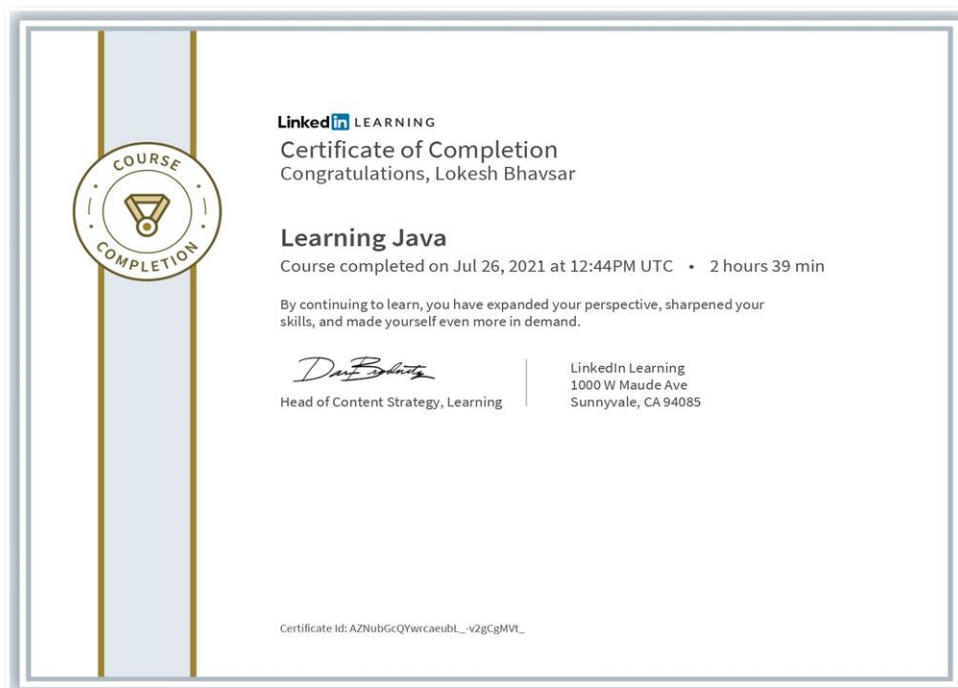 COURSE
COMPLETION
Linked in LEARNING
Certificate of Completion
Congratulations, Lokesh Bhavsar
Learning Java
Course completed on Jul 26, 2021 at 12:44PM UTC • 2 hours 39 min
By continuing to learn, you have expanded your perspective, sharpened your
skills, and made yourself even more in demand.
Head of Content Strategy, Learning
LinkedIn Learning
1000 W Maude Ave
Sunnyvale, CA 94085
Certificate Id: AZNubGcQYwrcaeubL_-v2gCgMVt_